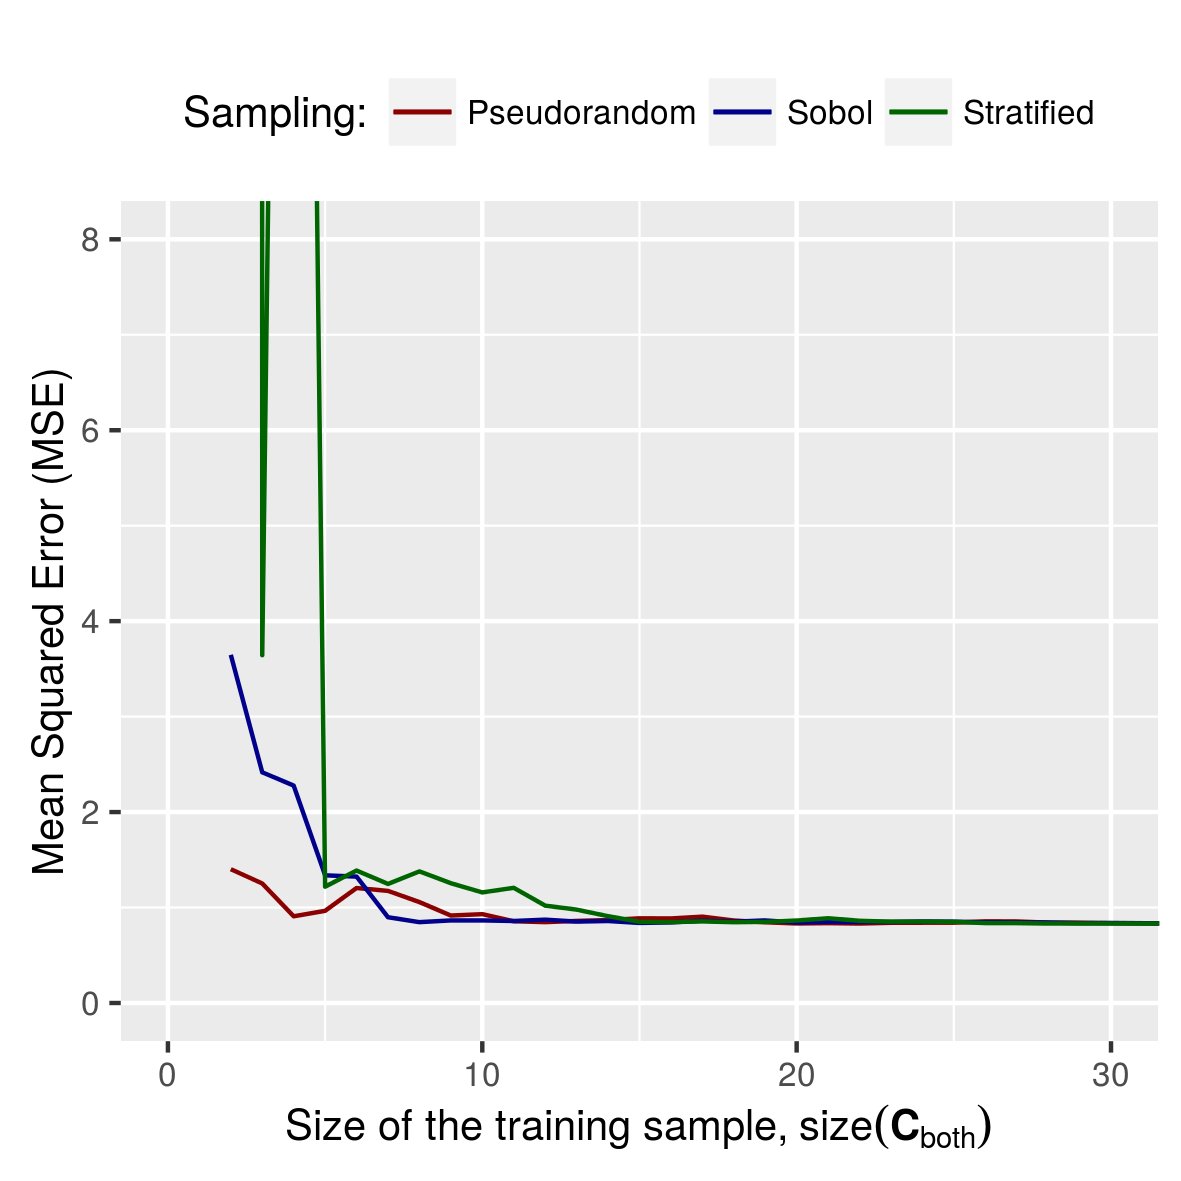 Sampling: Pseudorandom Sobol Stratified
8
6
4
2
0
Mean Squared Error (MSE)
0 10 20 30
Size of the training sample, size(C_both)